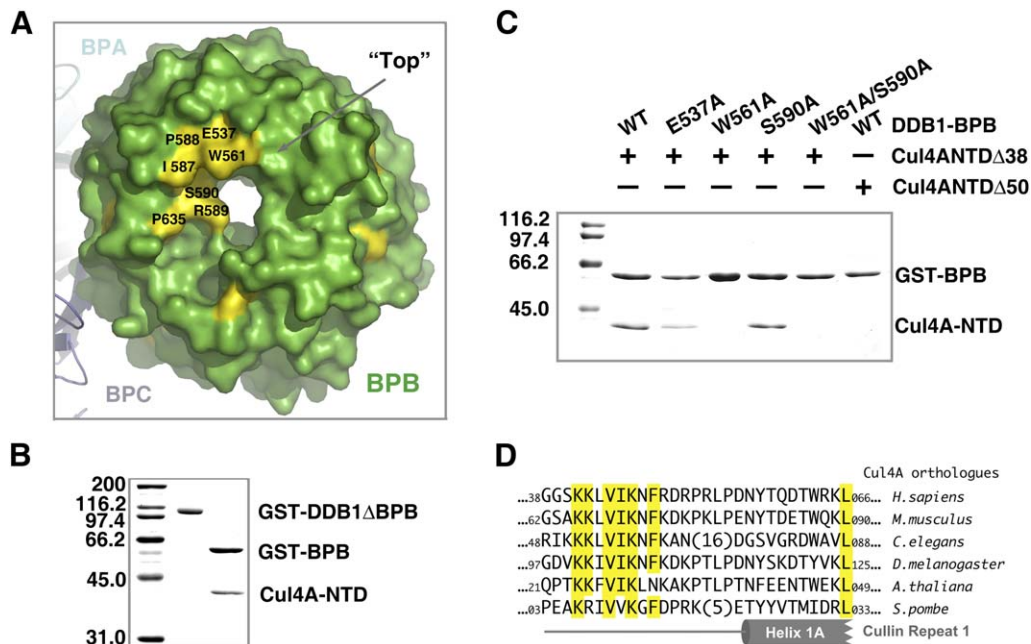 A
BPA
"Top"
P588
E537
W561
I 587
S590
R589
P635
BPC
BPB
B
200
116.2
97.4
66.2
45.0
31.0
GST-DDB1ΔBPB
GST-BPB
Cul4A-NTD
C
WT E537A W561A S590A W561A/S590A WT DDB1-BPB
+ + + + + — Cul4ANTDΔ38
— — — — — + Cul4ANTDΔ50
116.2
97.4
66.2
45.0
GST-BPB
Cul4A-NTD
D
Cul4A orthologues
...38GGSKKLVIKNFRDRPRLPDNYTQDTWRKL066... H.sapiens
...62GSAKKLVIKNFKDKPKLPENYTDETWQKL090... M.musculus
...48RIKKKLVIKNFKAN(16)DGSVGRDWAVL088... C.elegans
...97GDVKKIVIKNFKDKPTLPDNYSKDTYVKL125... D.melanogaster
...21QPTKKFVIKLNKAKPTLPTNFEENTWEKL049... A.thaliana
...03PEAKRIVVKGFDPRK(5)ETYYVTMIDRL033... S.pombe
Helix 1A Cullin Repeat 1